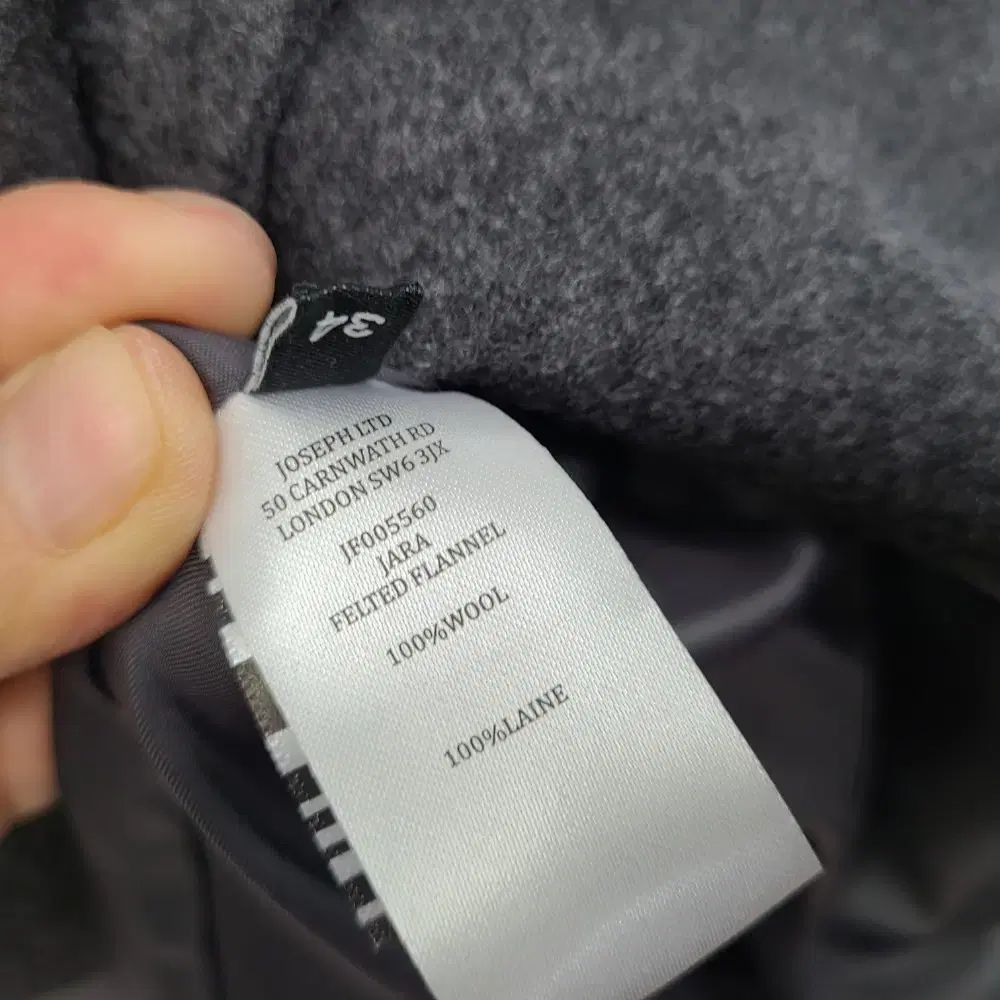 34
JOSEPH LTD
50 CARNWATH RD
LONDON SW6 3JX
JF005560
JARA
FELTED FLANNEL
100%WOOL
100%LAINE